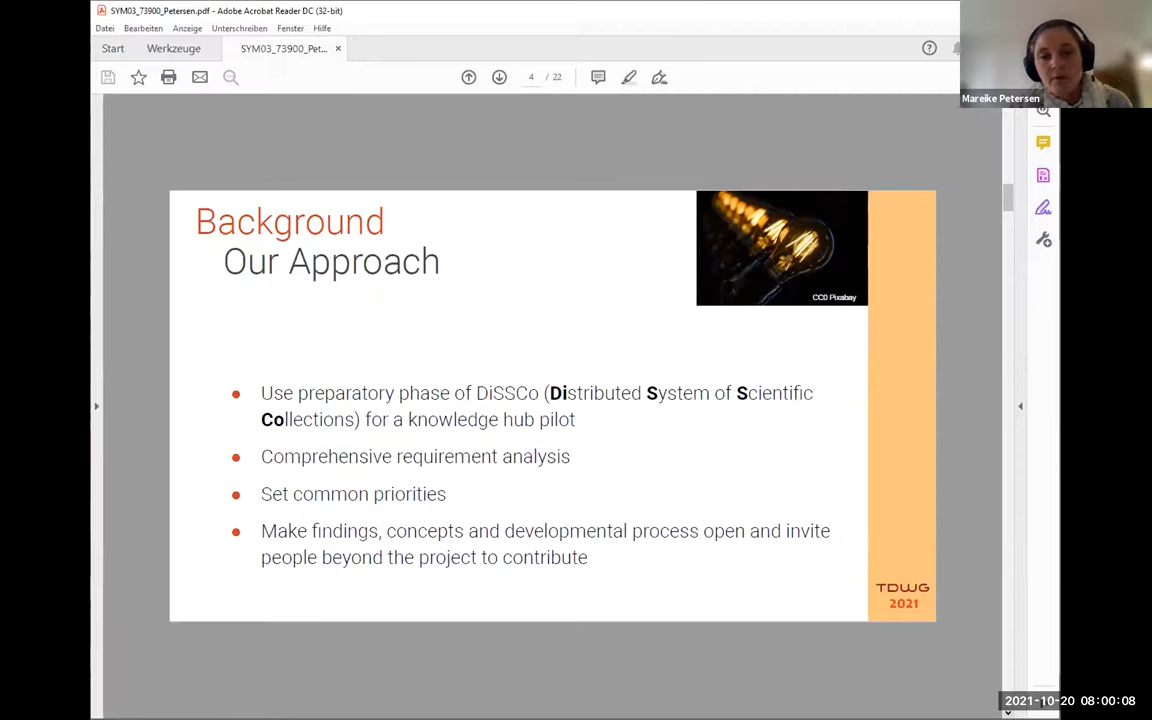 SYM03_73900_Petersen.pdf - Adobe Acrobat Reader DC (32-bit)
Datei Bearbeiten Anzeige Unterschreiben Fenster Hilfe
Start Werkzeuge SYM03_73900_Pet... ×
4 / 22
Mareike Petersen
Background
Our Approach
CC0 Pixabay
Use preparatory phase of DiSSCo (Distributed System of Scientific
Collections) for a knowledge hub pilot
Comprehensive requirement analysis
Set common priorities
Make findings, concepts and developmental process open and invite
people beyond the project to contribute
TDWG
2021
2021-10-20 08:00:08